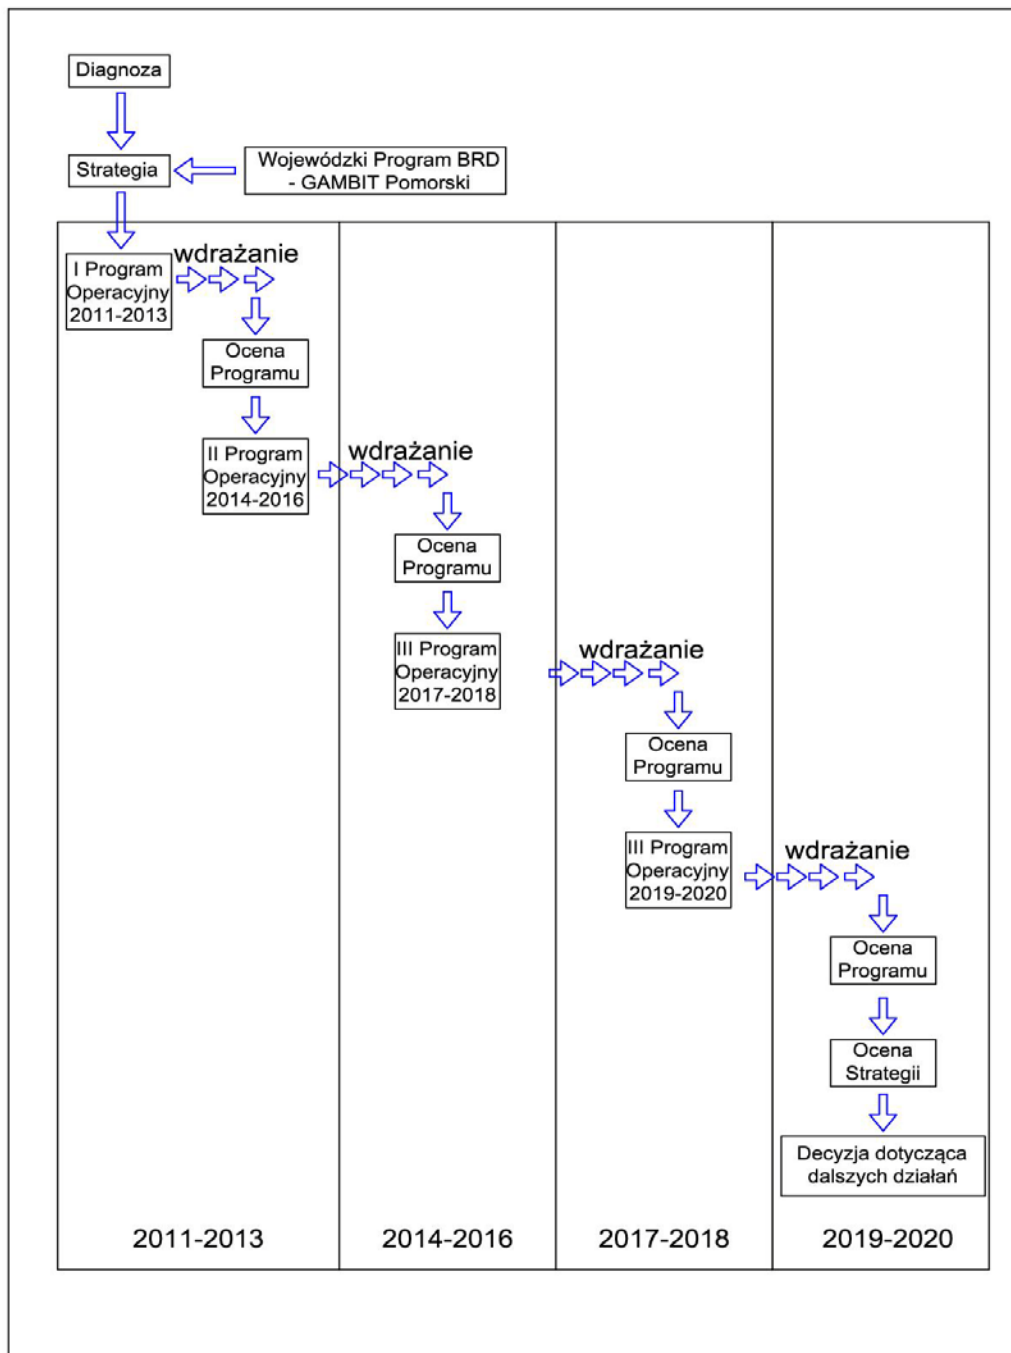 Diagnoza
Strategia
Wojewódzki Program BRD
- GAMBIT Pomorski
wdrażanie
I Program
Operacyjny
2011-2013
Ocena
Programu
II Program
Operacyjny
2014-2016
wdrażanie
Ocena
Programu
III Program
Operacyjny
2017-2018
wdrażanie
Ocena
Programu
III Program
Operacyjny
2019-2020
wdrażanie
Ocena
Programu
Ocena
Strategii
Decyzja dotycząca
dalszych działań
2011-2013
2014-2016
2017-2018
2019-2020